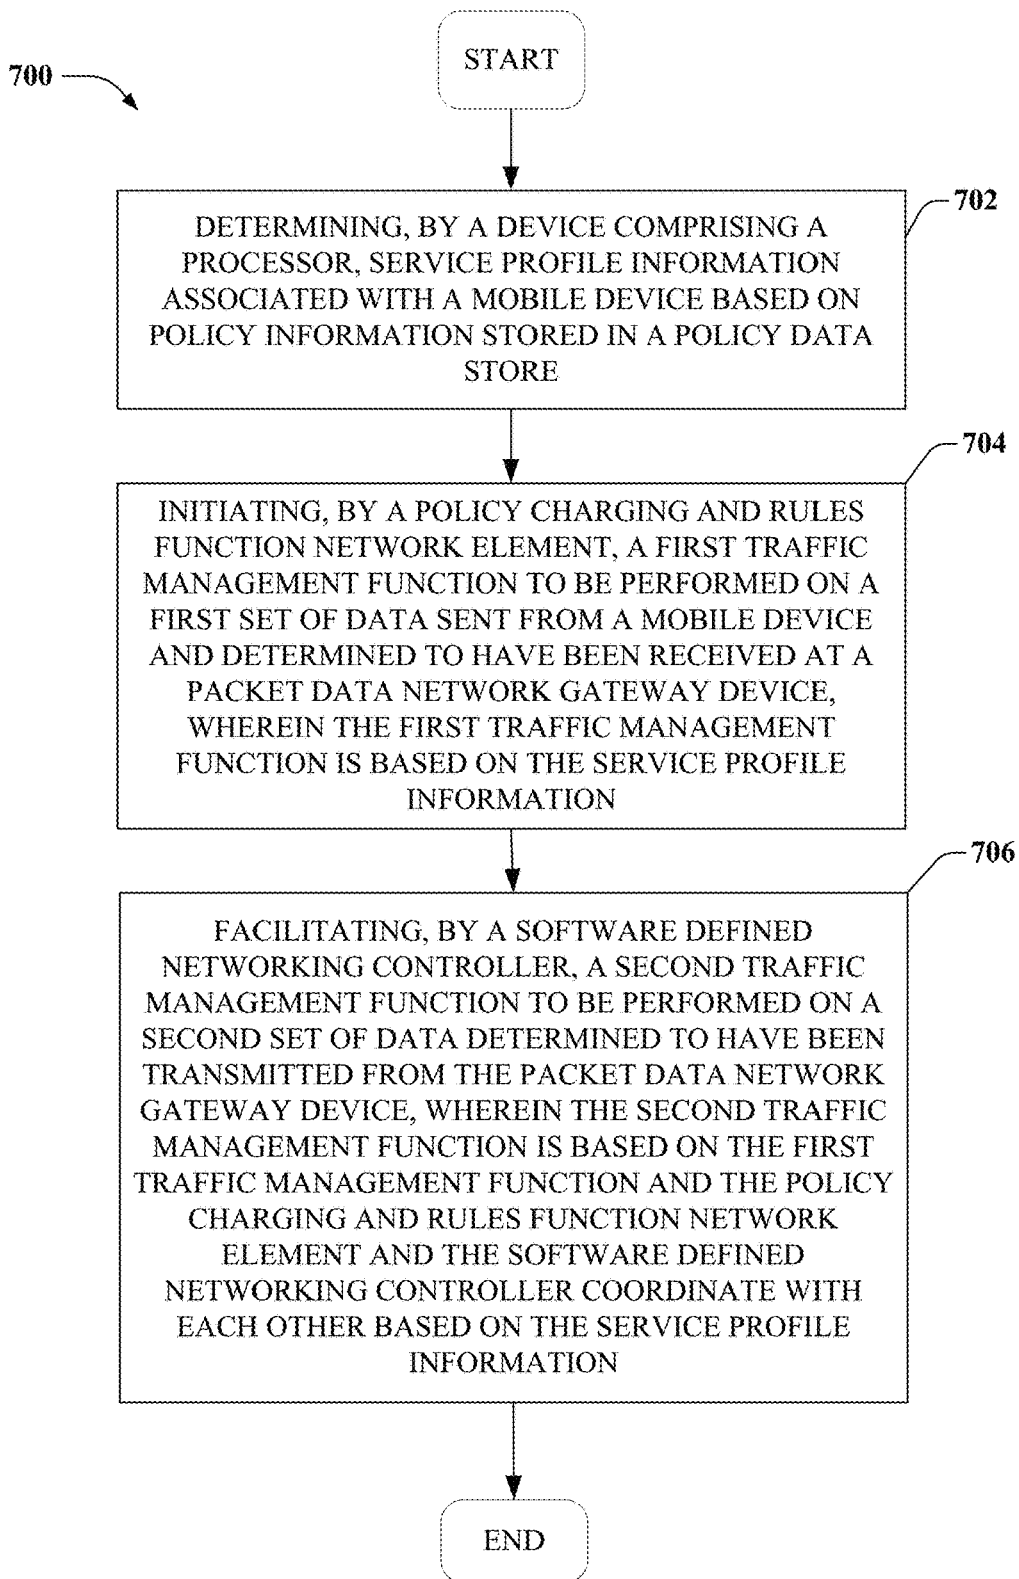 START
700
702
DETERMINING, BY A DEVICE COMPRISING A
PROCESSOR, SERVICE PROFILE INFORMATION
ASSOCIATED WITH A MOBILE DEVICE BASED ON
POLICY INFORMATION STORED IN A POLICY DATA
STORE
704
INITIATING, BY A POLICY CHARGING AND RULES
FUNCTION NETWORK ELEMENT, A FIRST TRAFFIC
MANAGEMENT FUNCTION TO BE PERFORMED ON A
FIRST SET OF DATA SENT FROM A MOBILE DEVICE
AND DETERMINED TO HAVE BEEN RECEIVED AT A
PACKET DATA NETWORK GATEWAY DEVICE,
WHEREIN THE FIRST TRAFFIC MANAGEMENT
FUNCTION IS BASED ON THE SERVICE PROFILE
INFORMATION
706
FACILITATING, BY A SOFTWARE DEFINED
NETWORKING CONTROLLER, A SECOND TRAFFIC
MANAGEMENT FUNCTION TO BE PERFORMED ON A
SECOND SET OF DATA DETERMINED TO HAVE BEEN
TRANSMITTED FROM THE PACKET DATA NETWORK
GATEWAY DEVICE, WHEREIN THE SECOND TRAFFIC
MANAGEMENT FUNCTION IS BASED ON THE FIRST
TRAFFIC MANAGEMENT FUNCTION AND THE POLICY
CHARGING AND RULES FUNCTION NETWORK
ELEMENT AND THE SOFTWARE DEFINED
NETWORKING CONTROLLER COORDINATE WITH
EACH OTHER BASED ON THE SERVICE PROFILE
INFORMATION
END